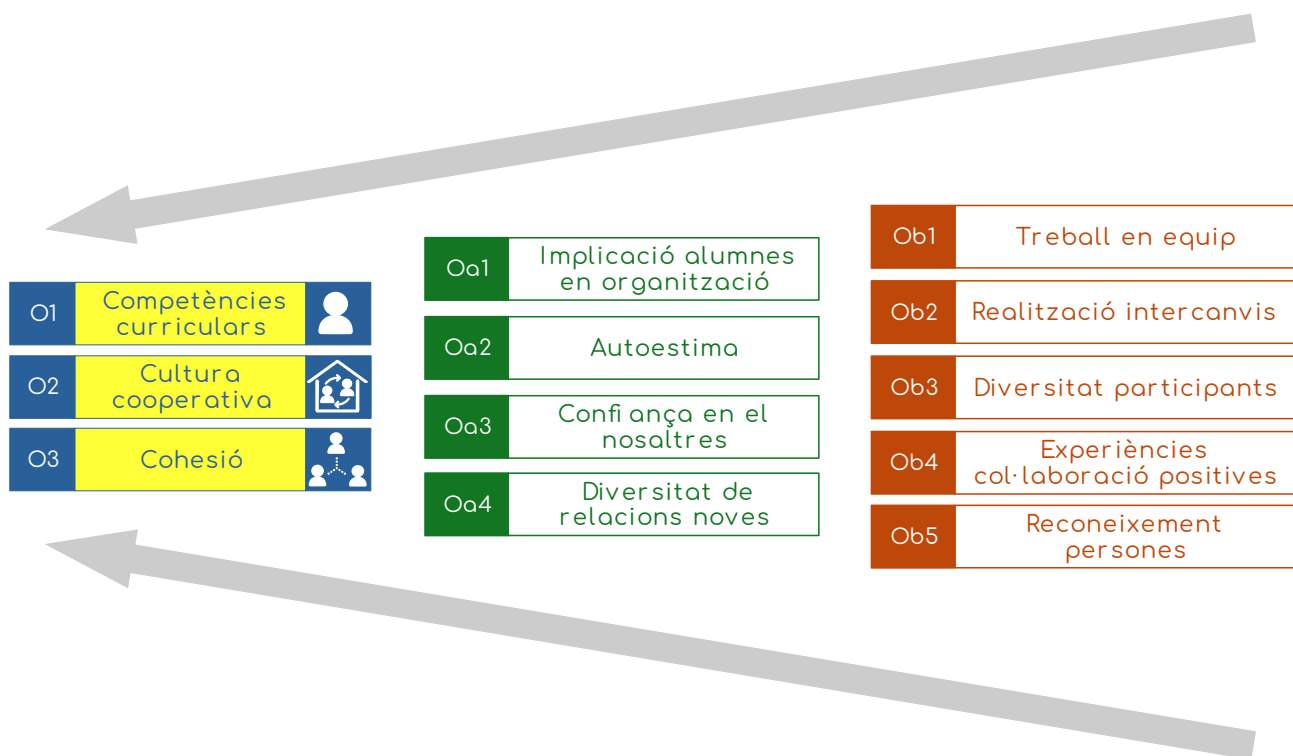 O1
Competències
curriculars
O2
Cultura
cooperativa
O3
Cohesió
Oa1
Implicació alumnes
en organització
Oa2
Autoestima
Oa3
Confiança en el
nosaltres
Oa4
Diversitat de
relacions noves
Ob1
Treball en equip
Ob2
Realització intercanvis
Ob3
Diversitat participants
Ob4
Experiències
col·laboració positives
Ob5
Reconeixement
persones